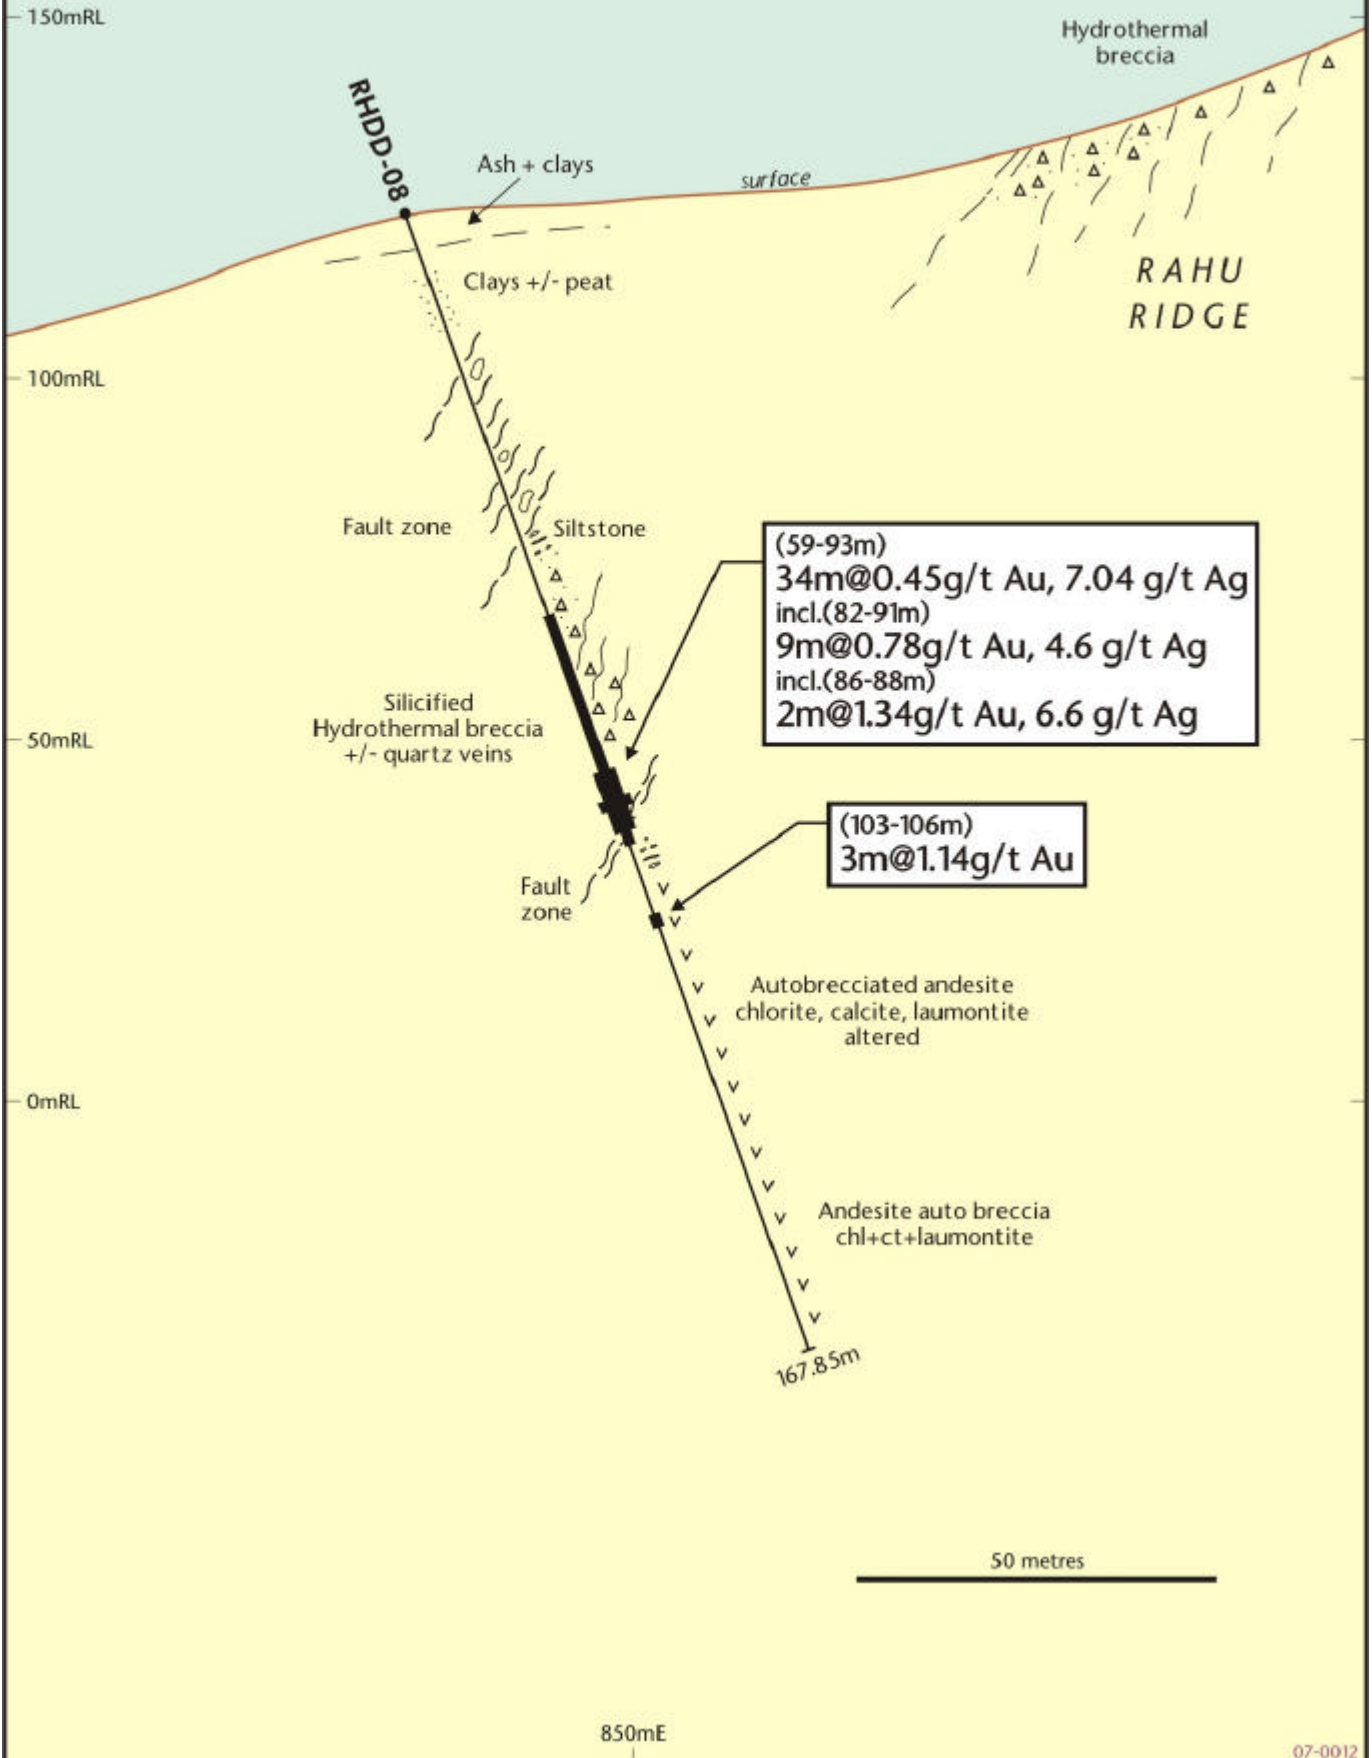 150mRL
Hydrothermal
breccia
RHDD-08
Ash + clays
surface
Clays +/- peat
RAHU
RIDGE
100mRL
Fault zone
Siltstone
(59-93m)
34m@0.45g/t Au, 7.04 g/t Ag
incl.(82-91m)
9m@0.78g/t Au, 4.6 g/t Ag
incl.(86-88m)
2m@1.34g/t Au, 6.6 g/t Ag
Silicified
Hydrothermal breccia
+/- quartz veins
50mRL
(103-106m)
3m@1.14g/t Au
Fault
zone
Autobrecciated andesite
chlorite, calcite, laumontite
altered
0mRL
Andesite auto breccia
chl+ct+laumontite
167.85m
50 metres
850mE
07-0012